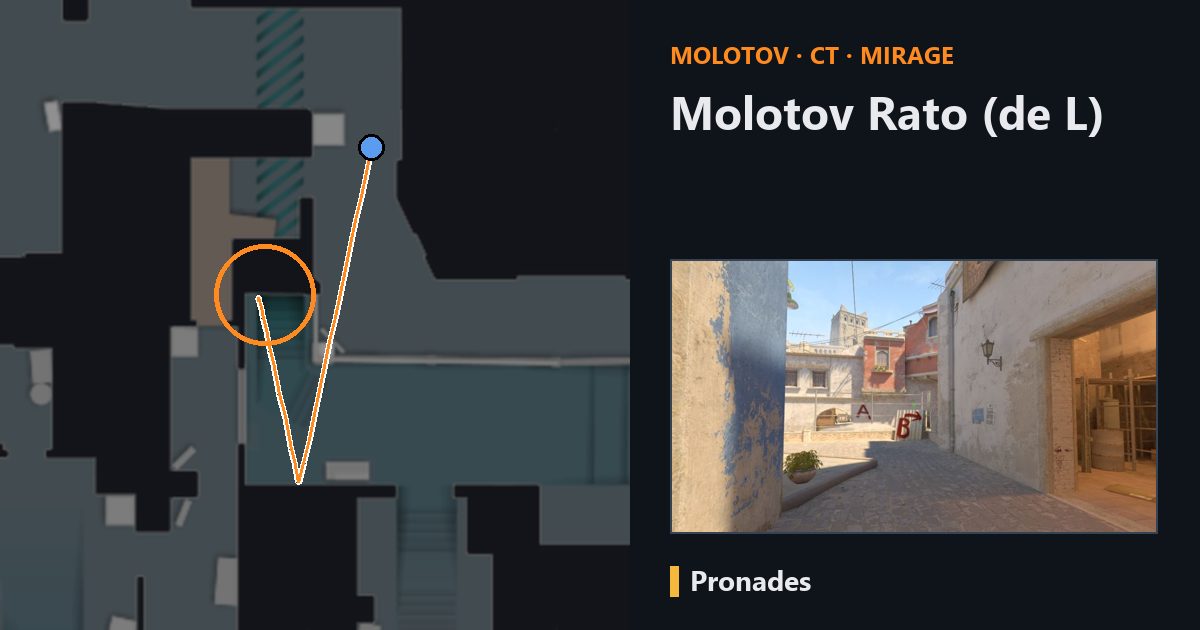 MOLOTOV · CT · MIRAGE
Molotov Rato (de L)
A
B
Pronades